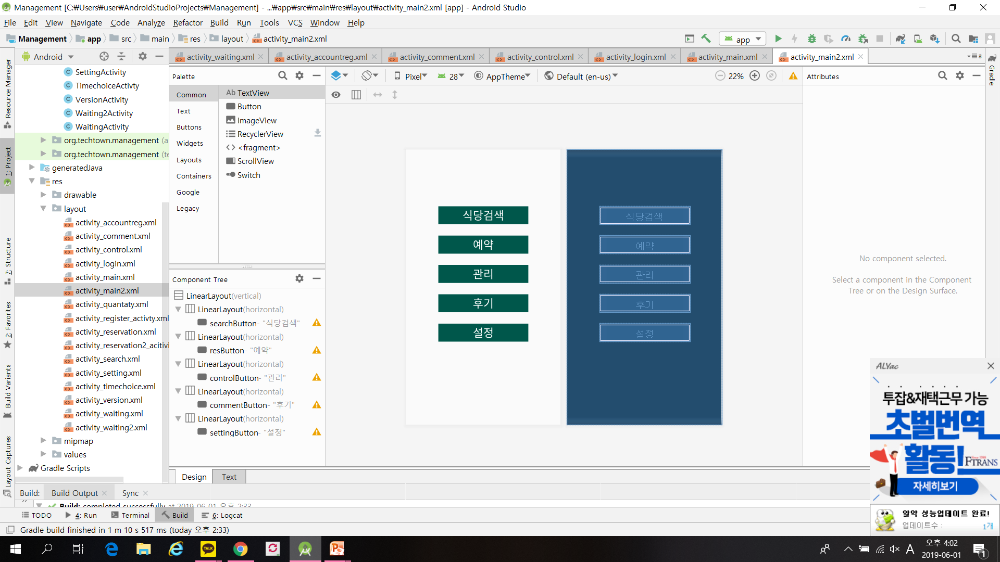 Management [C:₩Users₩user₩AndroidStudioProjects₩Management] - ...₩app₩src₩main₩res₩layout₩activity_main2.xml [app] - Android Studio
File Edit View Navigate Code Analyze Refactor Build Run Tools VCS Window Help
Management app src main res layout activity_main2.xml
app
Android
activity_waiting.xml activity_accountreg.xml activity_comment.xml activity_control.xml activity_login.xml activity_main.xml activity_main2.xml
3
Resource Manager
1: Project
7: Structure
2: Favorites
Build Variants
Layout Captures
Gradle
SettingActivity
TimechoiceActivty
VersionActivity
Waiting2Activity
WaitingActivity
org.techtown.management (a
org.techtown.management (te
generatedJava
res
drawable
layout
activity_accountreg.xml
activity_comment.xml
activity_control.xml
activity_login.xml
activity_main.xml
activity_main2.xml
activity_quantaty.xml
activity_register_activty.xml
activity_reservation.xml
activity_reservation2_acitivi
activity_search.xml
activity_setting.xml
activity_timechoice.xml
activity_version.xml
activity_waiting.xml
activity_waiting2.xml
mipmap
values
Gradle Scripts
Palette
Common
Text
Buttons
Widgets
Layouts
Containers
Google
Legacy
Ab TextView
Button
ImageView
RecyclerView
<fragment>
ScrollView
Switch
Component Tree
LinearLayout(vertical)
LinearLayout(horizontal)
searchButton- "식당검색"
LinearLayout(horizontal)
resButton- "예약"
LinearLayout(horizontal)
controlButton- "관리"
LinearLayout(horizontal)
commentButton- "후기"
LinearLayout(horizontal)
settingButton- "설정"
Pixel 28 AppTheme Default (en-us) 22%
식당검색
예약
관리
후기
설정
식당검색
예약
관리
후기
설정
Attributes
No component selected.
Select a component in the Component
Tree or on the Design Surface.
Design Text
Build: Build Output Sync
Build: completed successfully at 2019-06-01 오후 2:33
TODO 4: Run Terminal Build 6: Logcat
Gradle build finished in 1 m 10 s 517 ms (today 오후 2:33)
ALYac
투잡&재택근무 가능
초벌번역
활동!
Since 1988
FTRANS
자세히보기
알약 성능업데이트 완료!
업데이트수 : 1개
TALK
A
오후 4:02
2019-06-01
1